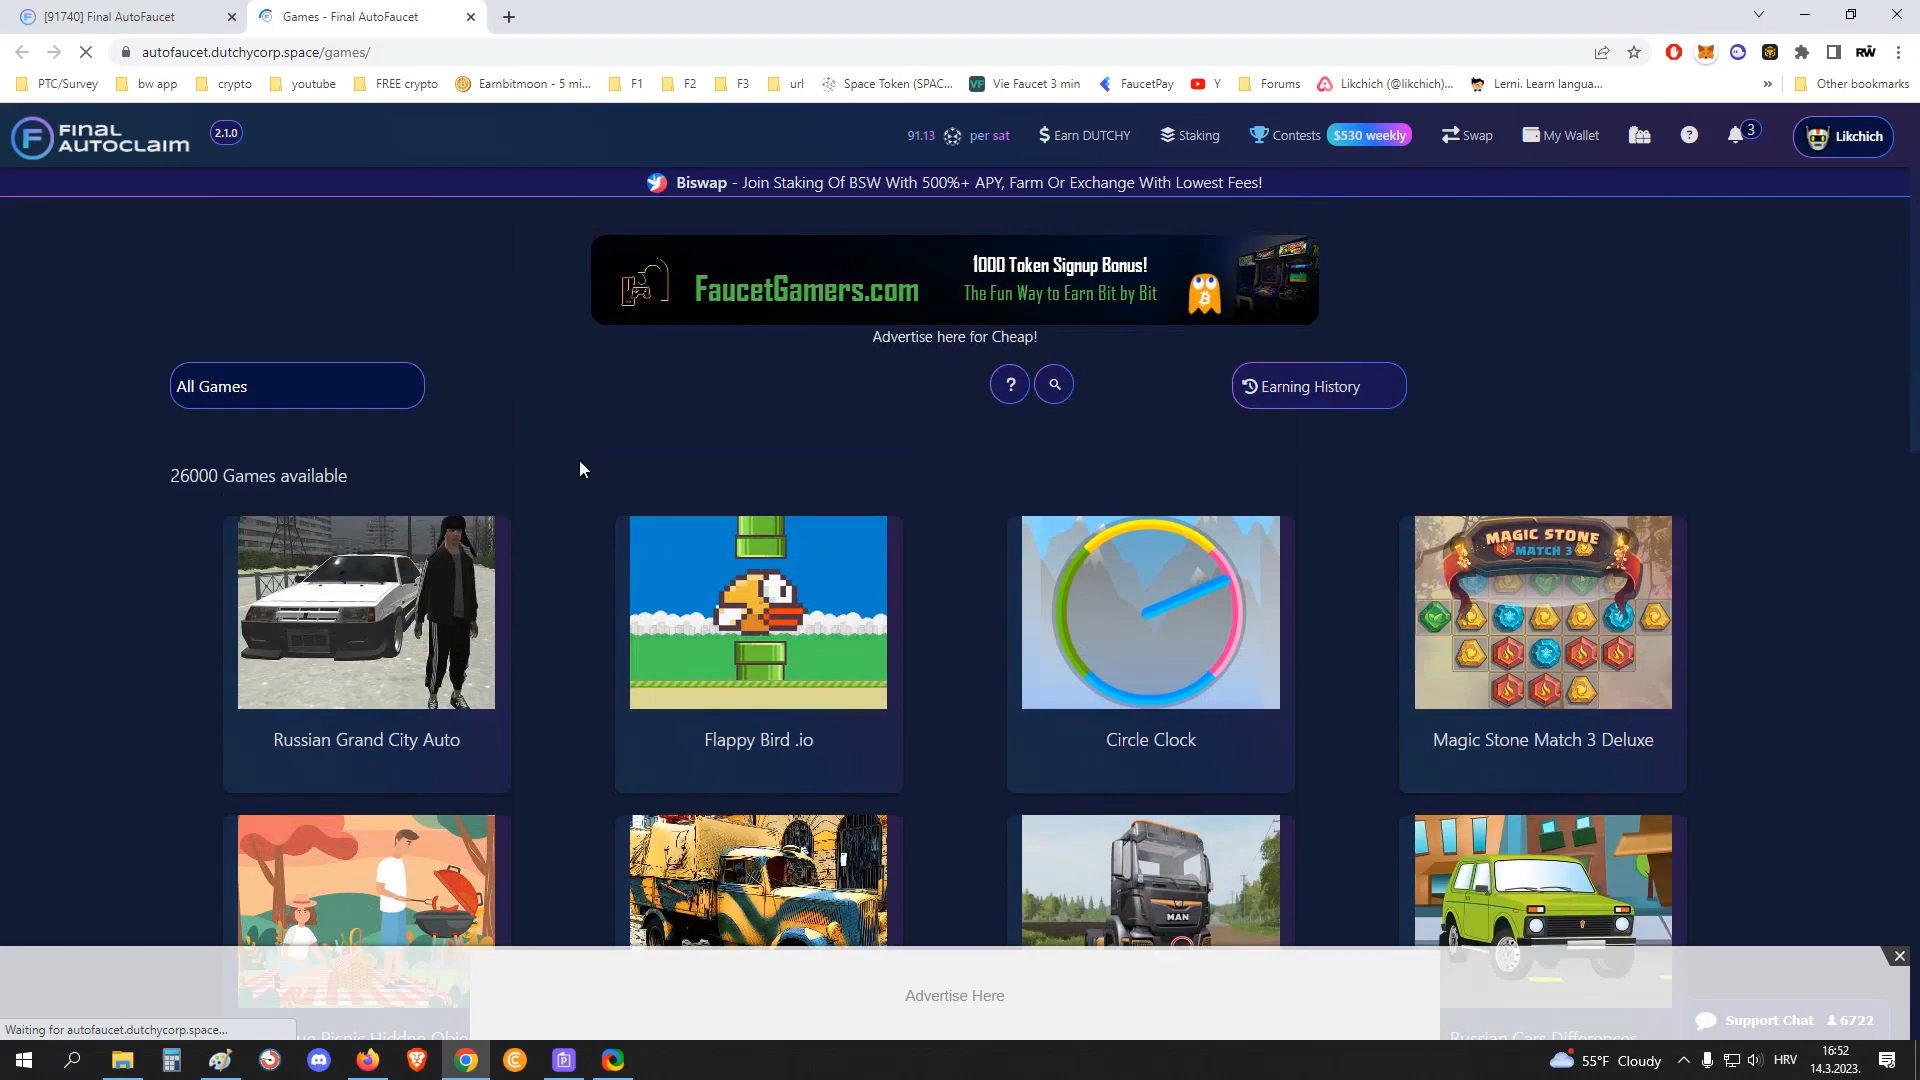 [91740] Final AutoFaucet
Games - Final AutoFaucet
autofaucet.dutchycorp.space/games/
PTC/Survey
bw app
crypto
youtube
FREE crypto
Earnbitmoon - 5 mi...
F1
F2
F3
url
Space Token (SPAC...
Vie Faucet 3 min
FaucetPay
Y
Forums
Likchich (@likchich)...
Lerni. Learn langua...
»
Other bookmarks
FINAL
AUTOCLAIM
2.1.0
91.13 per sat
Earn DUTCHY
Staking
Contests $530 weekly
Swap
My Wallet
?
3
Likchich
Biswap - Join Staking Of BSW With 500%+ APY, Farm Or Exchange With Lowest Fees!
FaucetGamers.com
1000 Token Signup Bonus!
The Fun Way to Earn Bit by Bit
Advertise here for Cheap!
All Games
?
Earning History
26000 Games available
MAGIC STONE
MATCH 3
Russian Grand City Auto
Flappy Bird .io
Circle Clock
Magic Stone Match 3 Deluxe
MAN
Advertise Here
Support Chat 6722
Waiting for autofaucet.dutchycorp.space...
Russian Cars Differences
55°F Cloudy
HRV
16:52
14.3.2023.